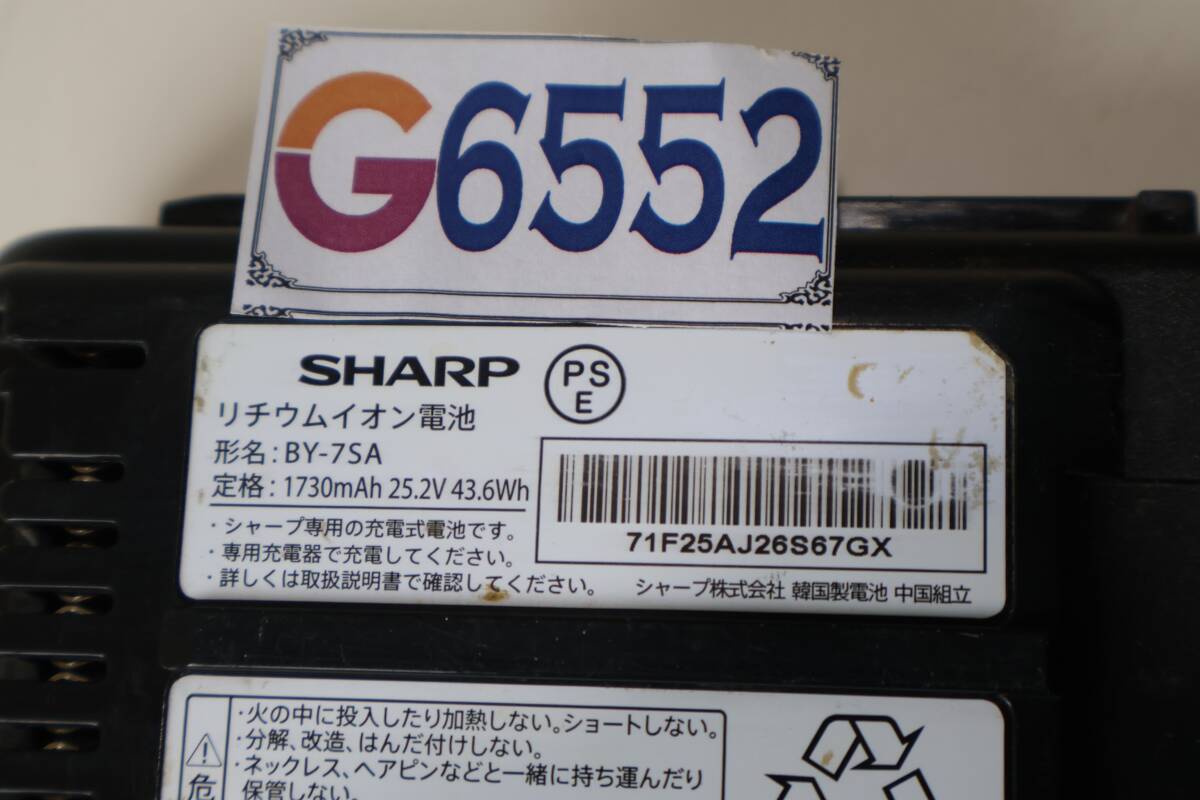 G6552
SHARP
PS
E
リチウムイオン電池
形名:BY-7SA
定格:1730mAh 25.2V 43.6Wh
・シャープ専用の充電式電池です。
・専用充電器で充電してください。
・詳しくは取扱説明書で確認してください。
71F25AJ26S67GX
シャープ株式会社 韓国製電池 中国組立
危
・火の中に投入したり加熱しない。ショートしない。
・分解、改造、はんだ付けしない。
・ネックレス、ヘアピンなどと一緒に持ち運んだり
保管しない。